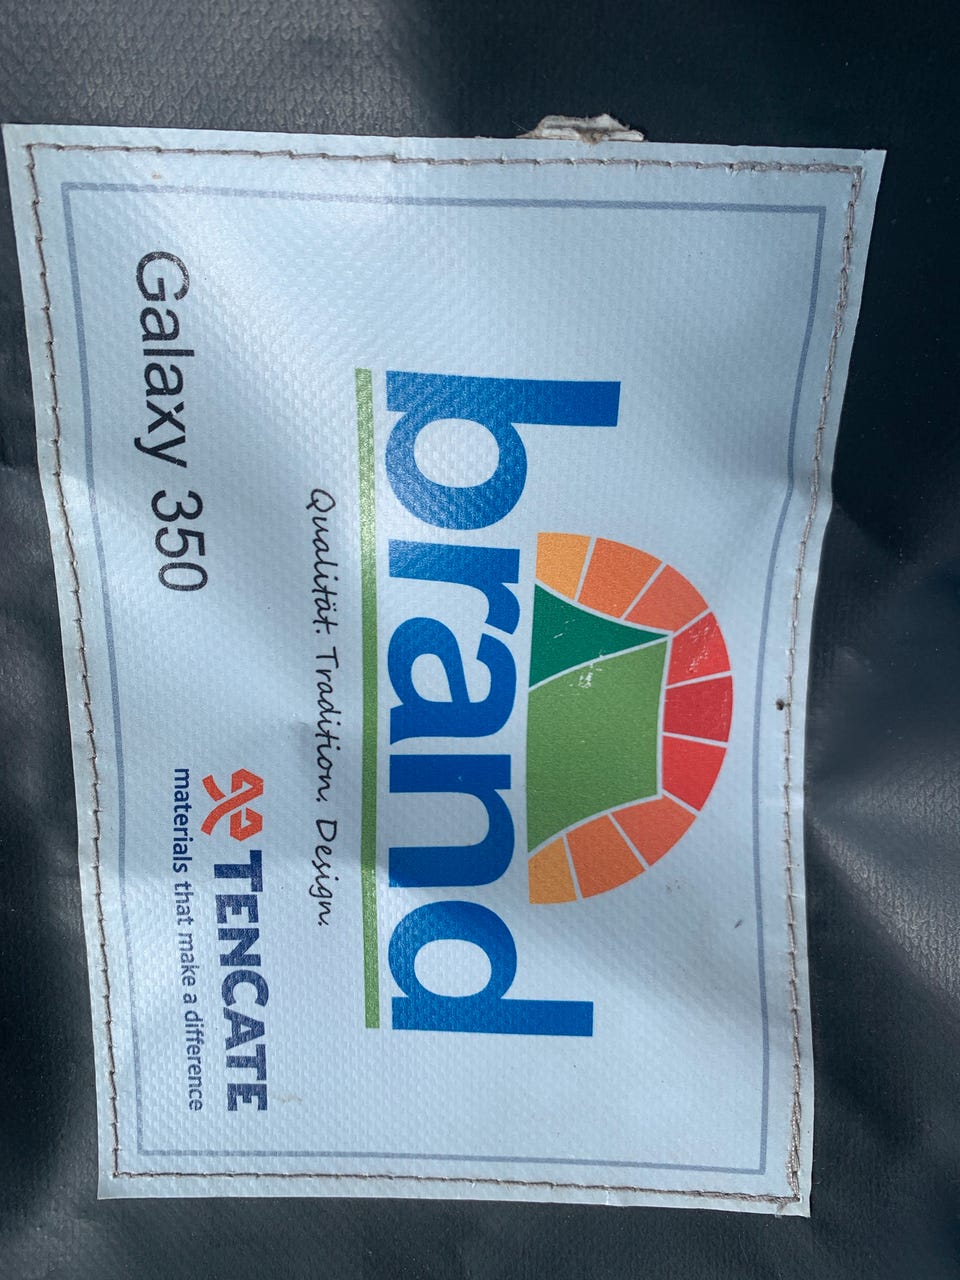 brand
Qualität. Tradition. Design.
Galaxy 350
TENCATE
materials that make a difference